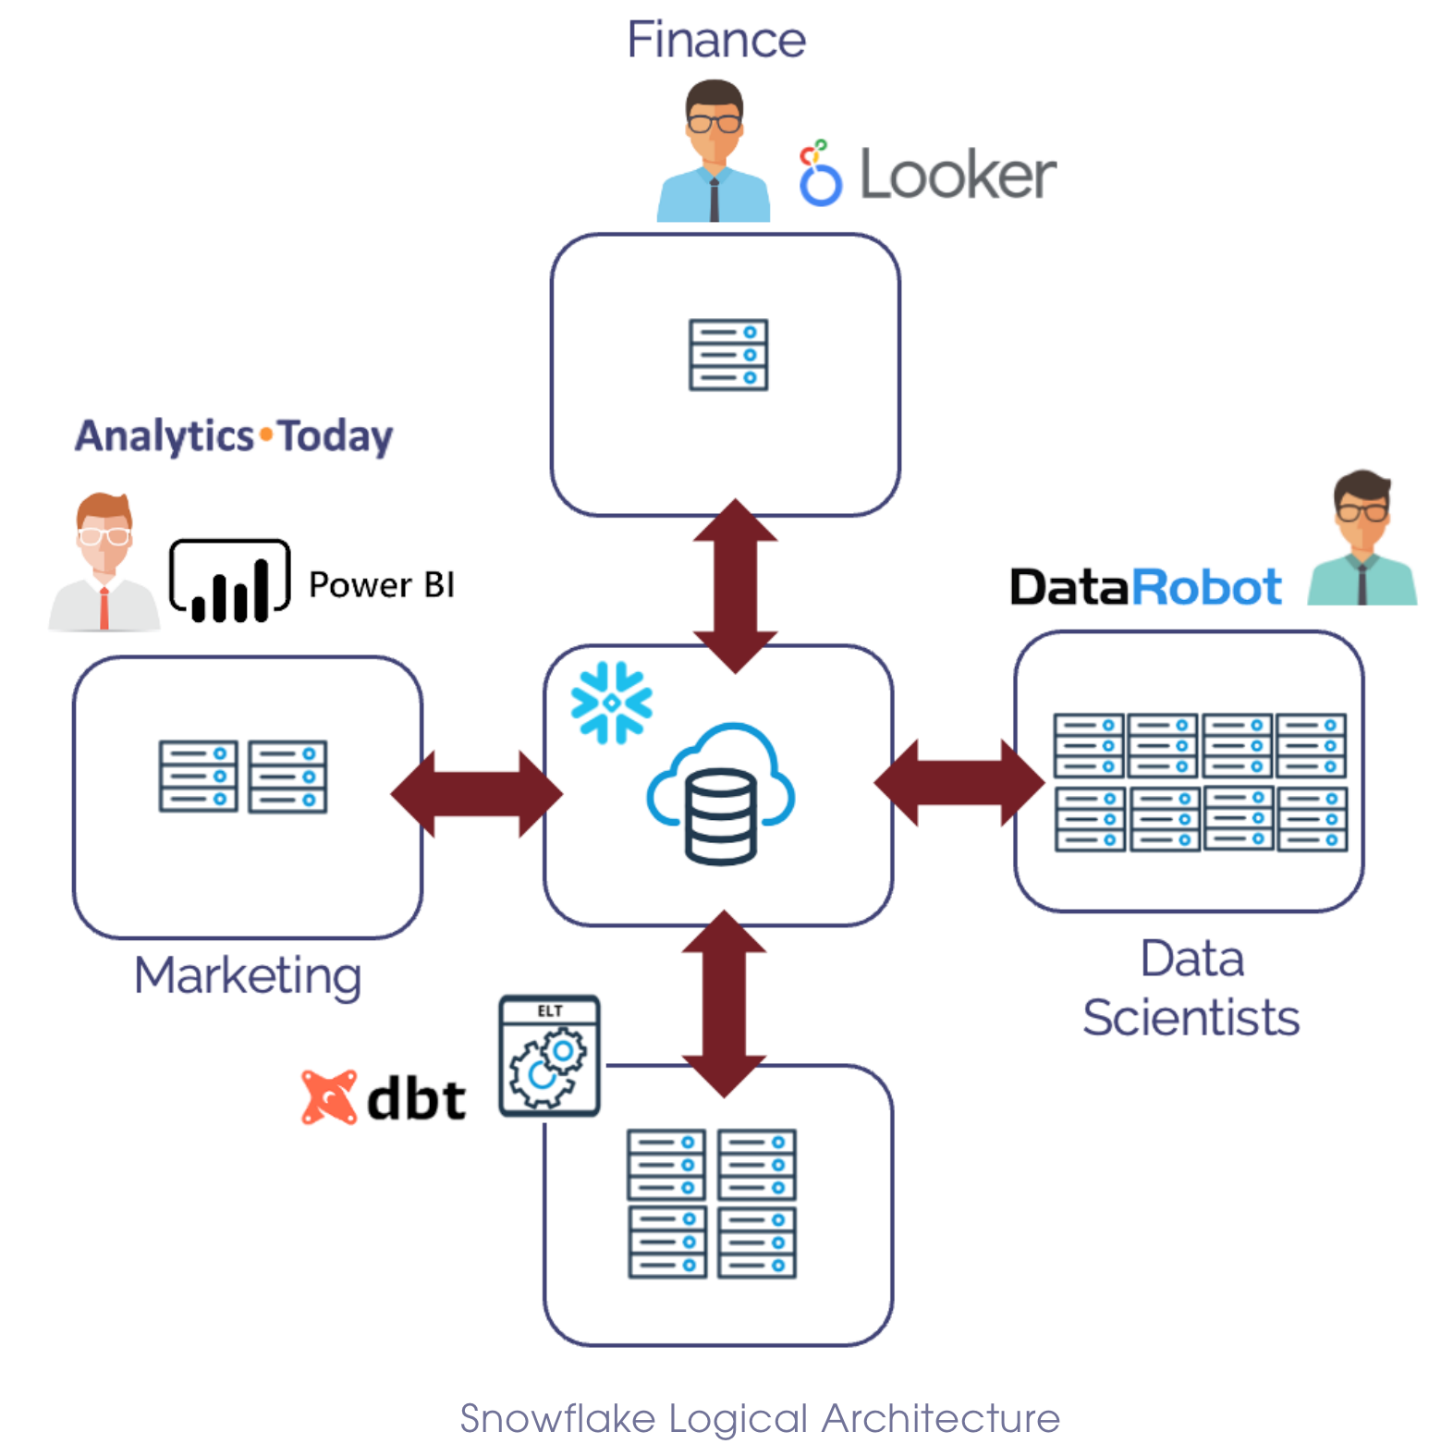 Finance
Looker
Analytics•Today
Power BI
DataRobot
Marketing
Data
Scientists
ELT
dbt
Snowflake Logical Architecture